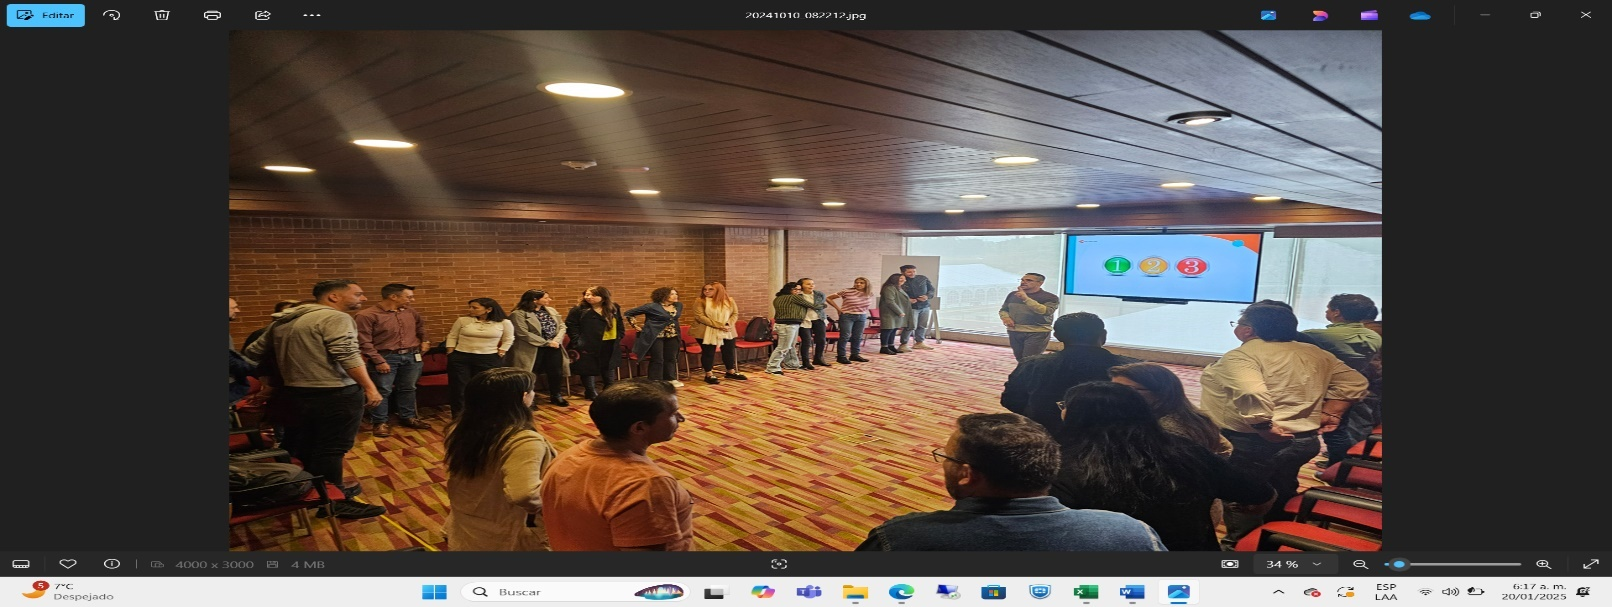 Editar
20241010_082212.jpg
1 2 3
4000 x 3000
4 MB
34 %
5
7°C
Despejado
Buscar
ESP
LAA
6:17 a. m.
20/01/2025